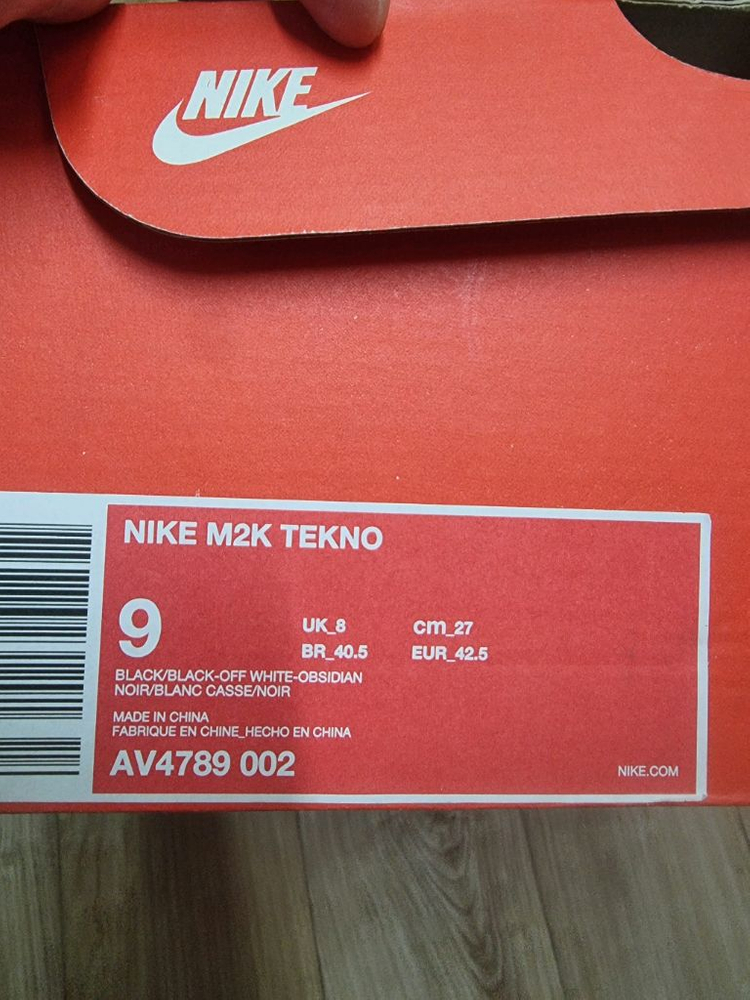 NIKE
NIKE M2K TEKNO
9
UK_8 cm_27
BR_40.5 EUR_42.5
BLACK/BLACK-OFF WHITE-OBSIDIAN
NOIR/BLANC CASSE/NOIR
MADE IN CHINA
FABRIQUE EN CHINE_HECHO EN CHINA
AV4789 002
NIKE.COM